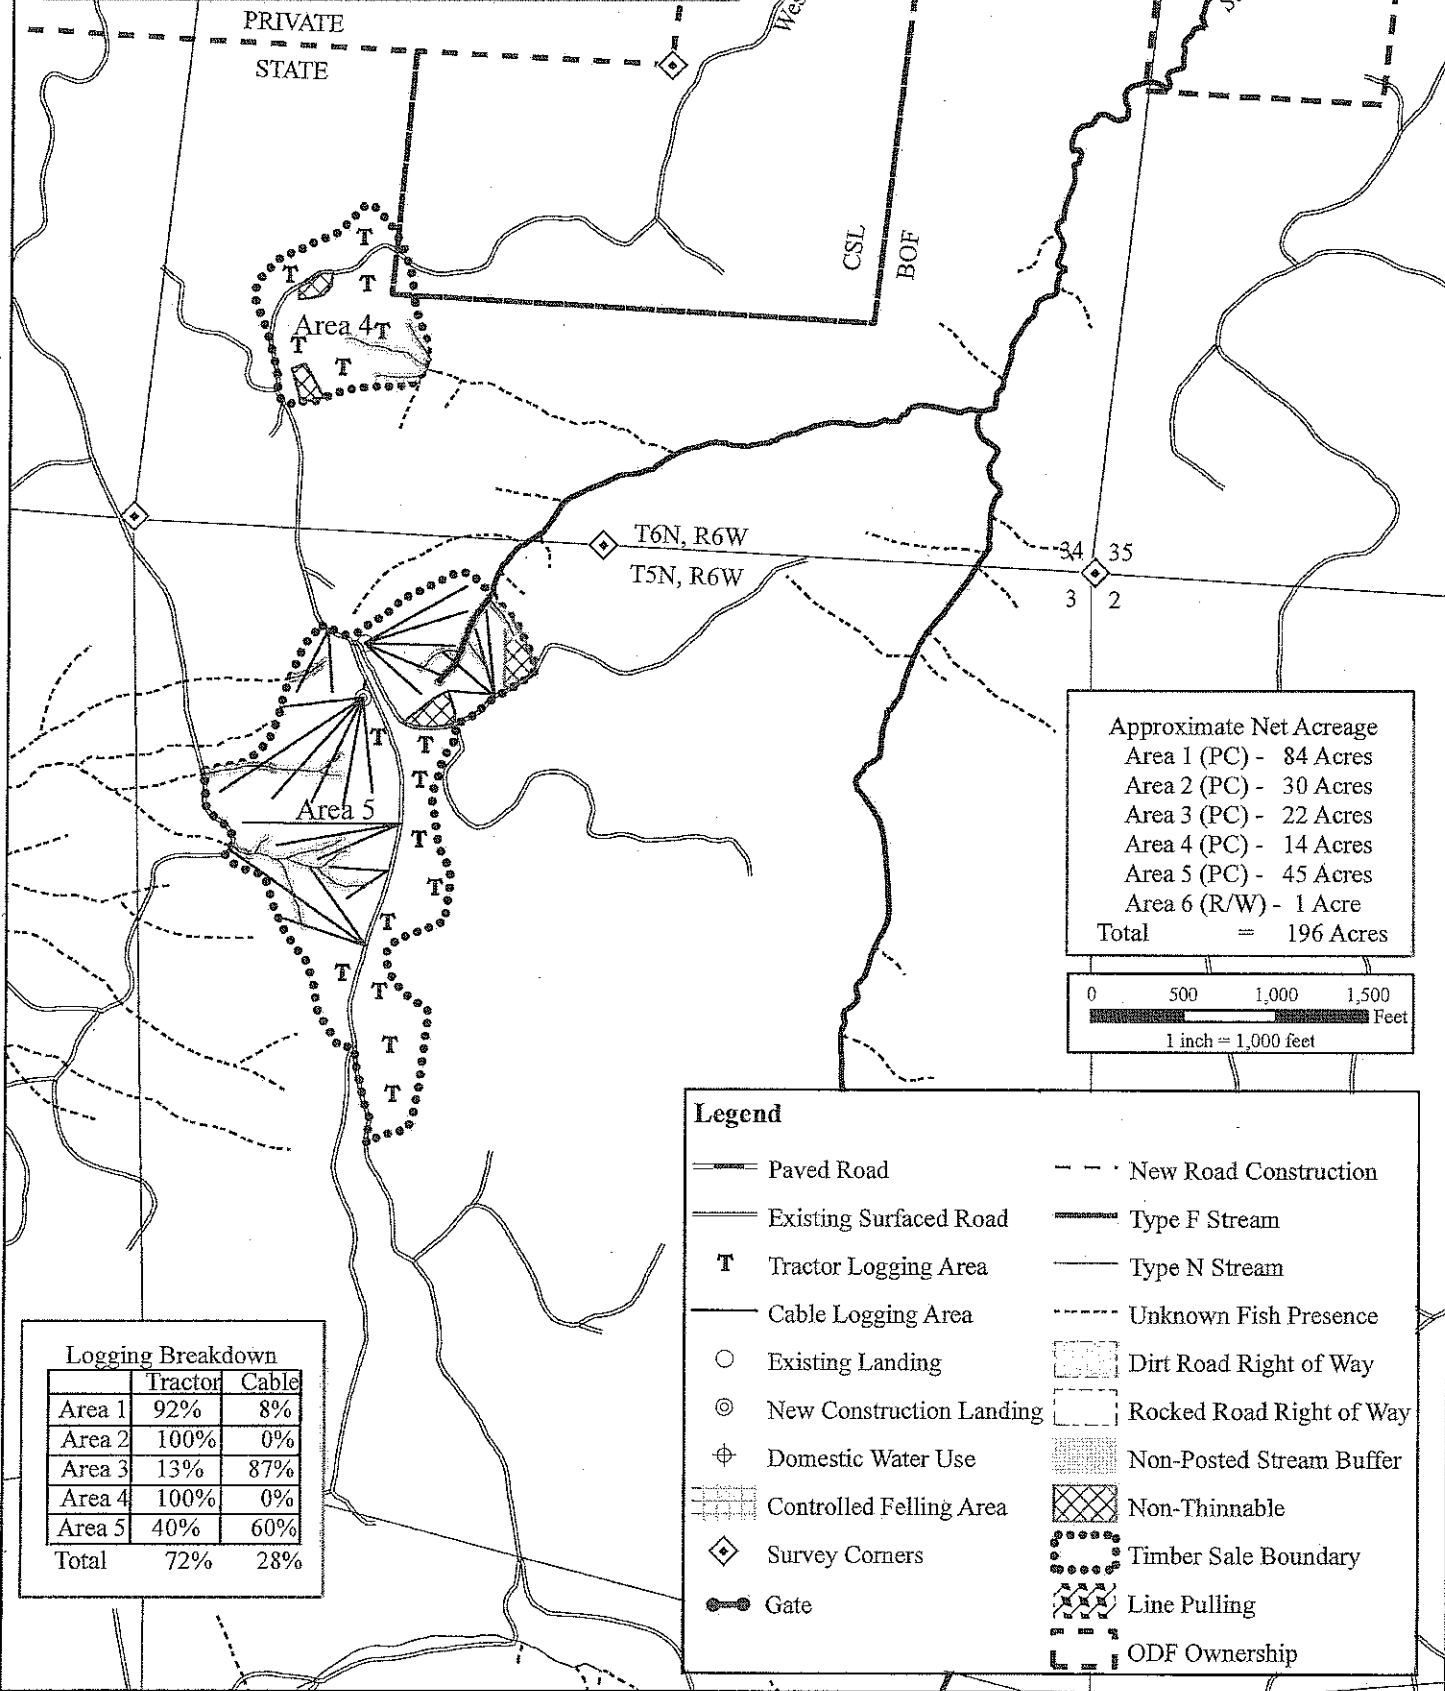 PRIVATE
STATE
Wes
CSL
BOF
T
T
T
Area 4
T
T
T
T6N, R6W
T5N, R6W
34 35
3 2
T
T
T
Area 5
T
T
T
T
T
T
T
Approximate Net Acreage
Area 1 (PC) - 84 Acres
Area 2 (PC) - 30 Acres
Area 3 (PC) - 22 Acres
Area 4 (PC) - 14 Acres
Area 5 (PC) - 45 Acres
Area 6 (R/W) - 1 Acre
Total = 196 Acres
0 500 1,000 1,500
Feet
1 inch = 1,000 feet
Legend
Paved Road
Existing Surfaced Road
T Tractor Logging Area
Cable Logging Area
Existing Landing
New Construction Landing
Domestic Water Use
Controlled Felling Area
Survey Corners
Gate
New Road Construction
Type F Stream
Type N Stream
Unknown Fish Presence
Dirt Road Right of Way
Rocked Road Right of Way
Non-Posted Stream Buffer
Non-Thinnable
Timber Sale Boundary
Line Pulling
ODF Ownership
Logging Breakdown
Tractor Cable
Area 1 92% 8%
Area 2 100% 0%
Area 3 13% 87%
Area 4 100% 0%
Area 5 40% 60%
Total 72% 28%